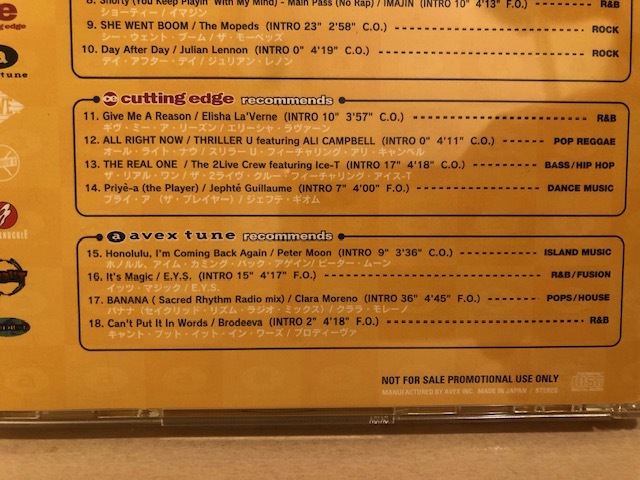 8. Shorty (You Keep Playin' With My Mind) - Main Pass (No Rap) / IMAJIN (INTRO 10" 4'13" F.O.) R&B
ショーティー / イマジン
9. SHE WENT BOOM / The Mopeds (INTRO 23" 2'58" C.O.) ROCK
シー・ウェント・ブーム / ザ・モーペッズ
10. Day After Day / Julian Lennon (INTRO 0" 4'19" C.O.) ROCK
デイ・アフター・デイ / ジュリアン・レノン
cutting edge recommends
11. Give Me A Reason / Elisha La'Verne (INTRO 10" 3'57" C.O.) R&B
ギヴ・ミー・ア・リーズン / エリーシャ・ラヴァーン
12. ALL RIGHT NOW / THRILLER U featuring ALI CAMPBELL (INTRO 0" 4'11" C.O.) POP REGGAE
オール・ライト・ナウ / スリラー U・フィーチャリング・アリ・キャンベル
13. THE REAL ONE / The 2Live Crew featuring Ice-T (INTRO 17" 4'18" C.O.) BASS/HIP HOP
ザ・リアル・ワン / ザ・2ライヴ・クルー フィーチャリング・アイス-T
14. Priyè-a (the Player) / Jephté Guillaume (INTRO 7" 4'00" F.O.) DANCE MUSIC
プライ・ア (ザ・プレイヤー) / ジェフテ・ギオム
a avex tune recommends
15. Honolulu, I'm Coming Back Again / Peter Moon (INTRO 9" 3'36" C.O.) ISLAND MUSIC
ホノルル、アイム・カミング・バック・アゲイン / ピーター・ムーン
16. It's Magic / E.Y.S. (INTRO 15" 4'17" F.O.) R&B/FUSION
イッツ・マジック / E.Y.S.
17. BANANA ( Sacred Rhythm Radio mix) / Clara Moreno (INTRO 36" 4'45" F.O.) POPS/HOUSE
バナナ (セイクリッド・リズム・ラジオ・ミックス) / クララ・モレーノ
18. Can't Put It In Words / Brodeeva (INTRO 2" 4'18" F.O.) R&B
キャント・プット・イット・イン・ワーズ / ブロディーヴァ
NOT FOR SALE PROMOTIONAL USE ONLY
MANUFACTURED BY AVEX INC. MADE IN JAPAN / STEREO